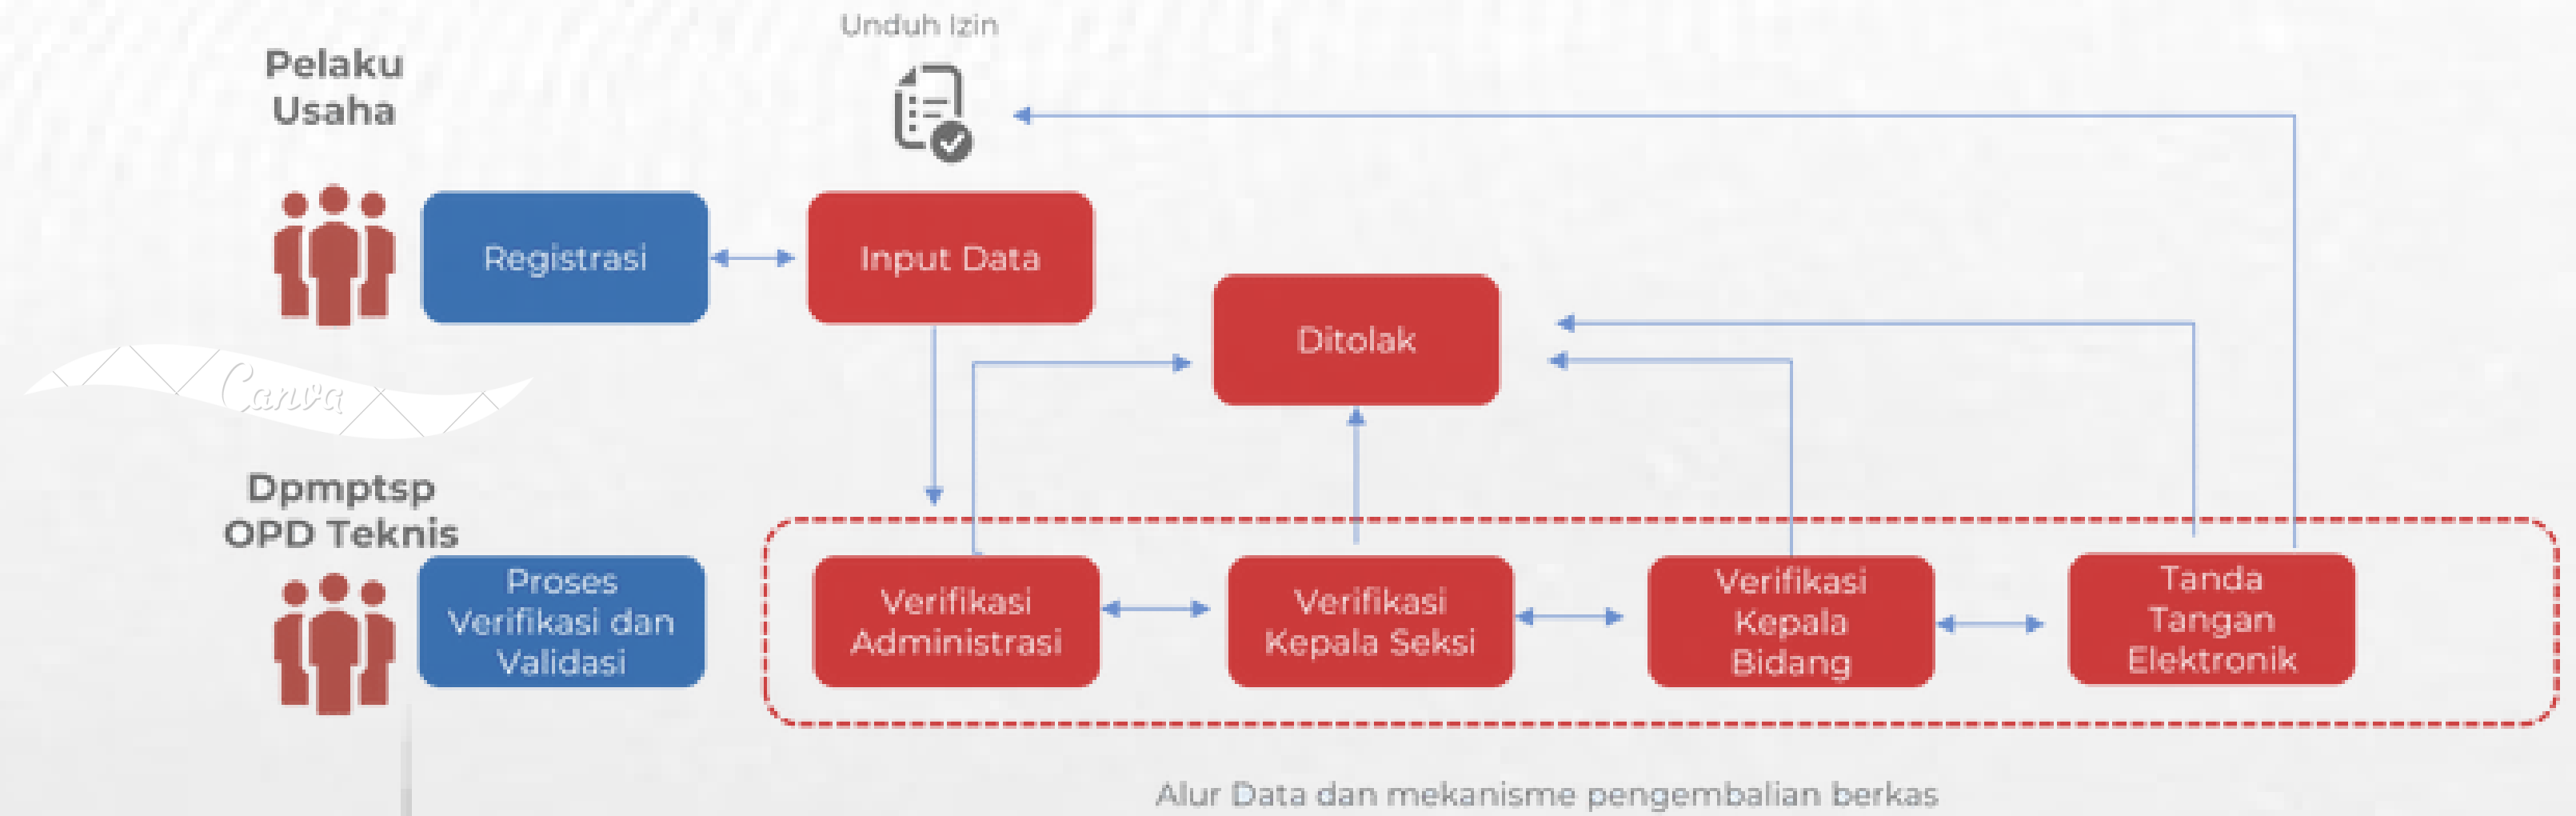 Unduh Izin
Pelaku
Usaha
Registrasi
Input Data
Ditolak
Canva
Dpmptsp
OPD Teknis
Proses
Verifikasi dan
Validasi
Verifikasi
Administrasi
Verifikasi
Kepala Seksi
Verifikasi
Kepala
Bidang
Tanda
Tangan
Elektronik
Alur Data dan mekanisme pengembalian berkas